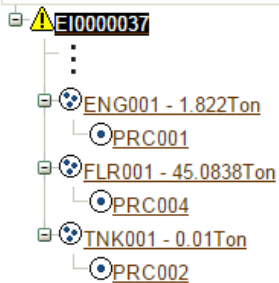 EI0000037
ENG001 - 1.822Ton
PRC001
FLR001 - 45.0838Ton
PRC004
TNK001 - 0.01Ton
PRC002